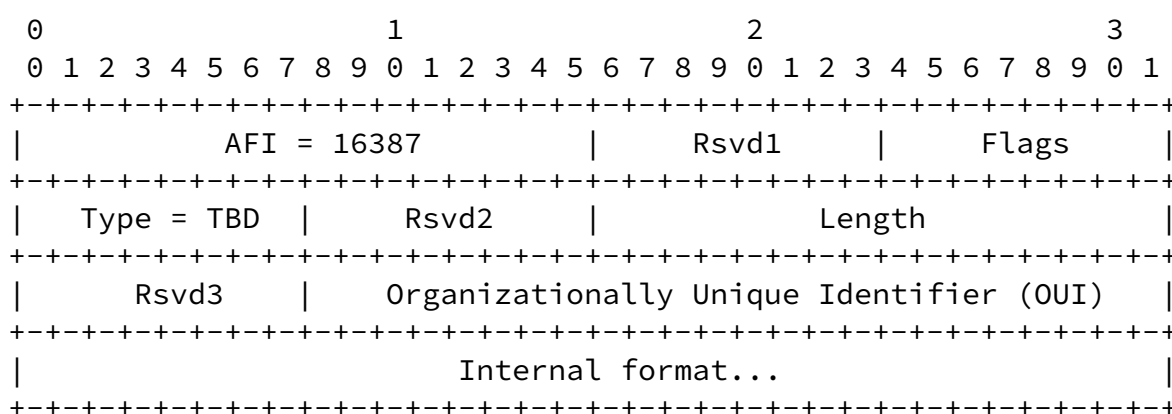 0                   1                   2                   3
 0 1 2 3 4 5 6 7 8 9 0 1 2 3 4 5 6 7 8 9 0 1 2 3 4 5 6 7 8 9 0 1
+-+-+-+-+-+-+-+-+-+-+-+-+-+-+-+-+-+-+-+-+-+-+-+-+-+-+-+-+-+-+-+-+
|           AFI = 16387         |     Rsvd1     |     Flags     |
+-+-+-+-+-+-+-+-+-+-+-+-+-+-+-+-+-+-+-+-+-+-+-+-+-+-+-+-+-+-+-+-+
|   Type = TBD  |     Rsvd2     |            Length             |
+-+-+-+-+-+-+-+-+-+-+-+-+-+-+-+-+-+-+-+-+-+-+-+-+-+-+-+-+-+-+-+-+
|      Rsvd3    |    Organizationally Unique Identifier (OUI)   |
+-+-+-+-+-+-+-+-+-+-+-+-+-+-+-+-+-+-+-+-+-+-+-+-+-+-+-+-+-+-+-+-+
|                        Internal format...                     |
+-+-+-+-+-+-+-+-+-+-+-+-+-+-+-+-+-+-+-+-+-+-+-+-+-+-+-+-+-+-+-+-+